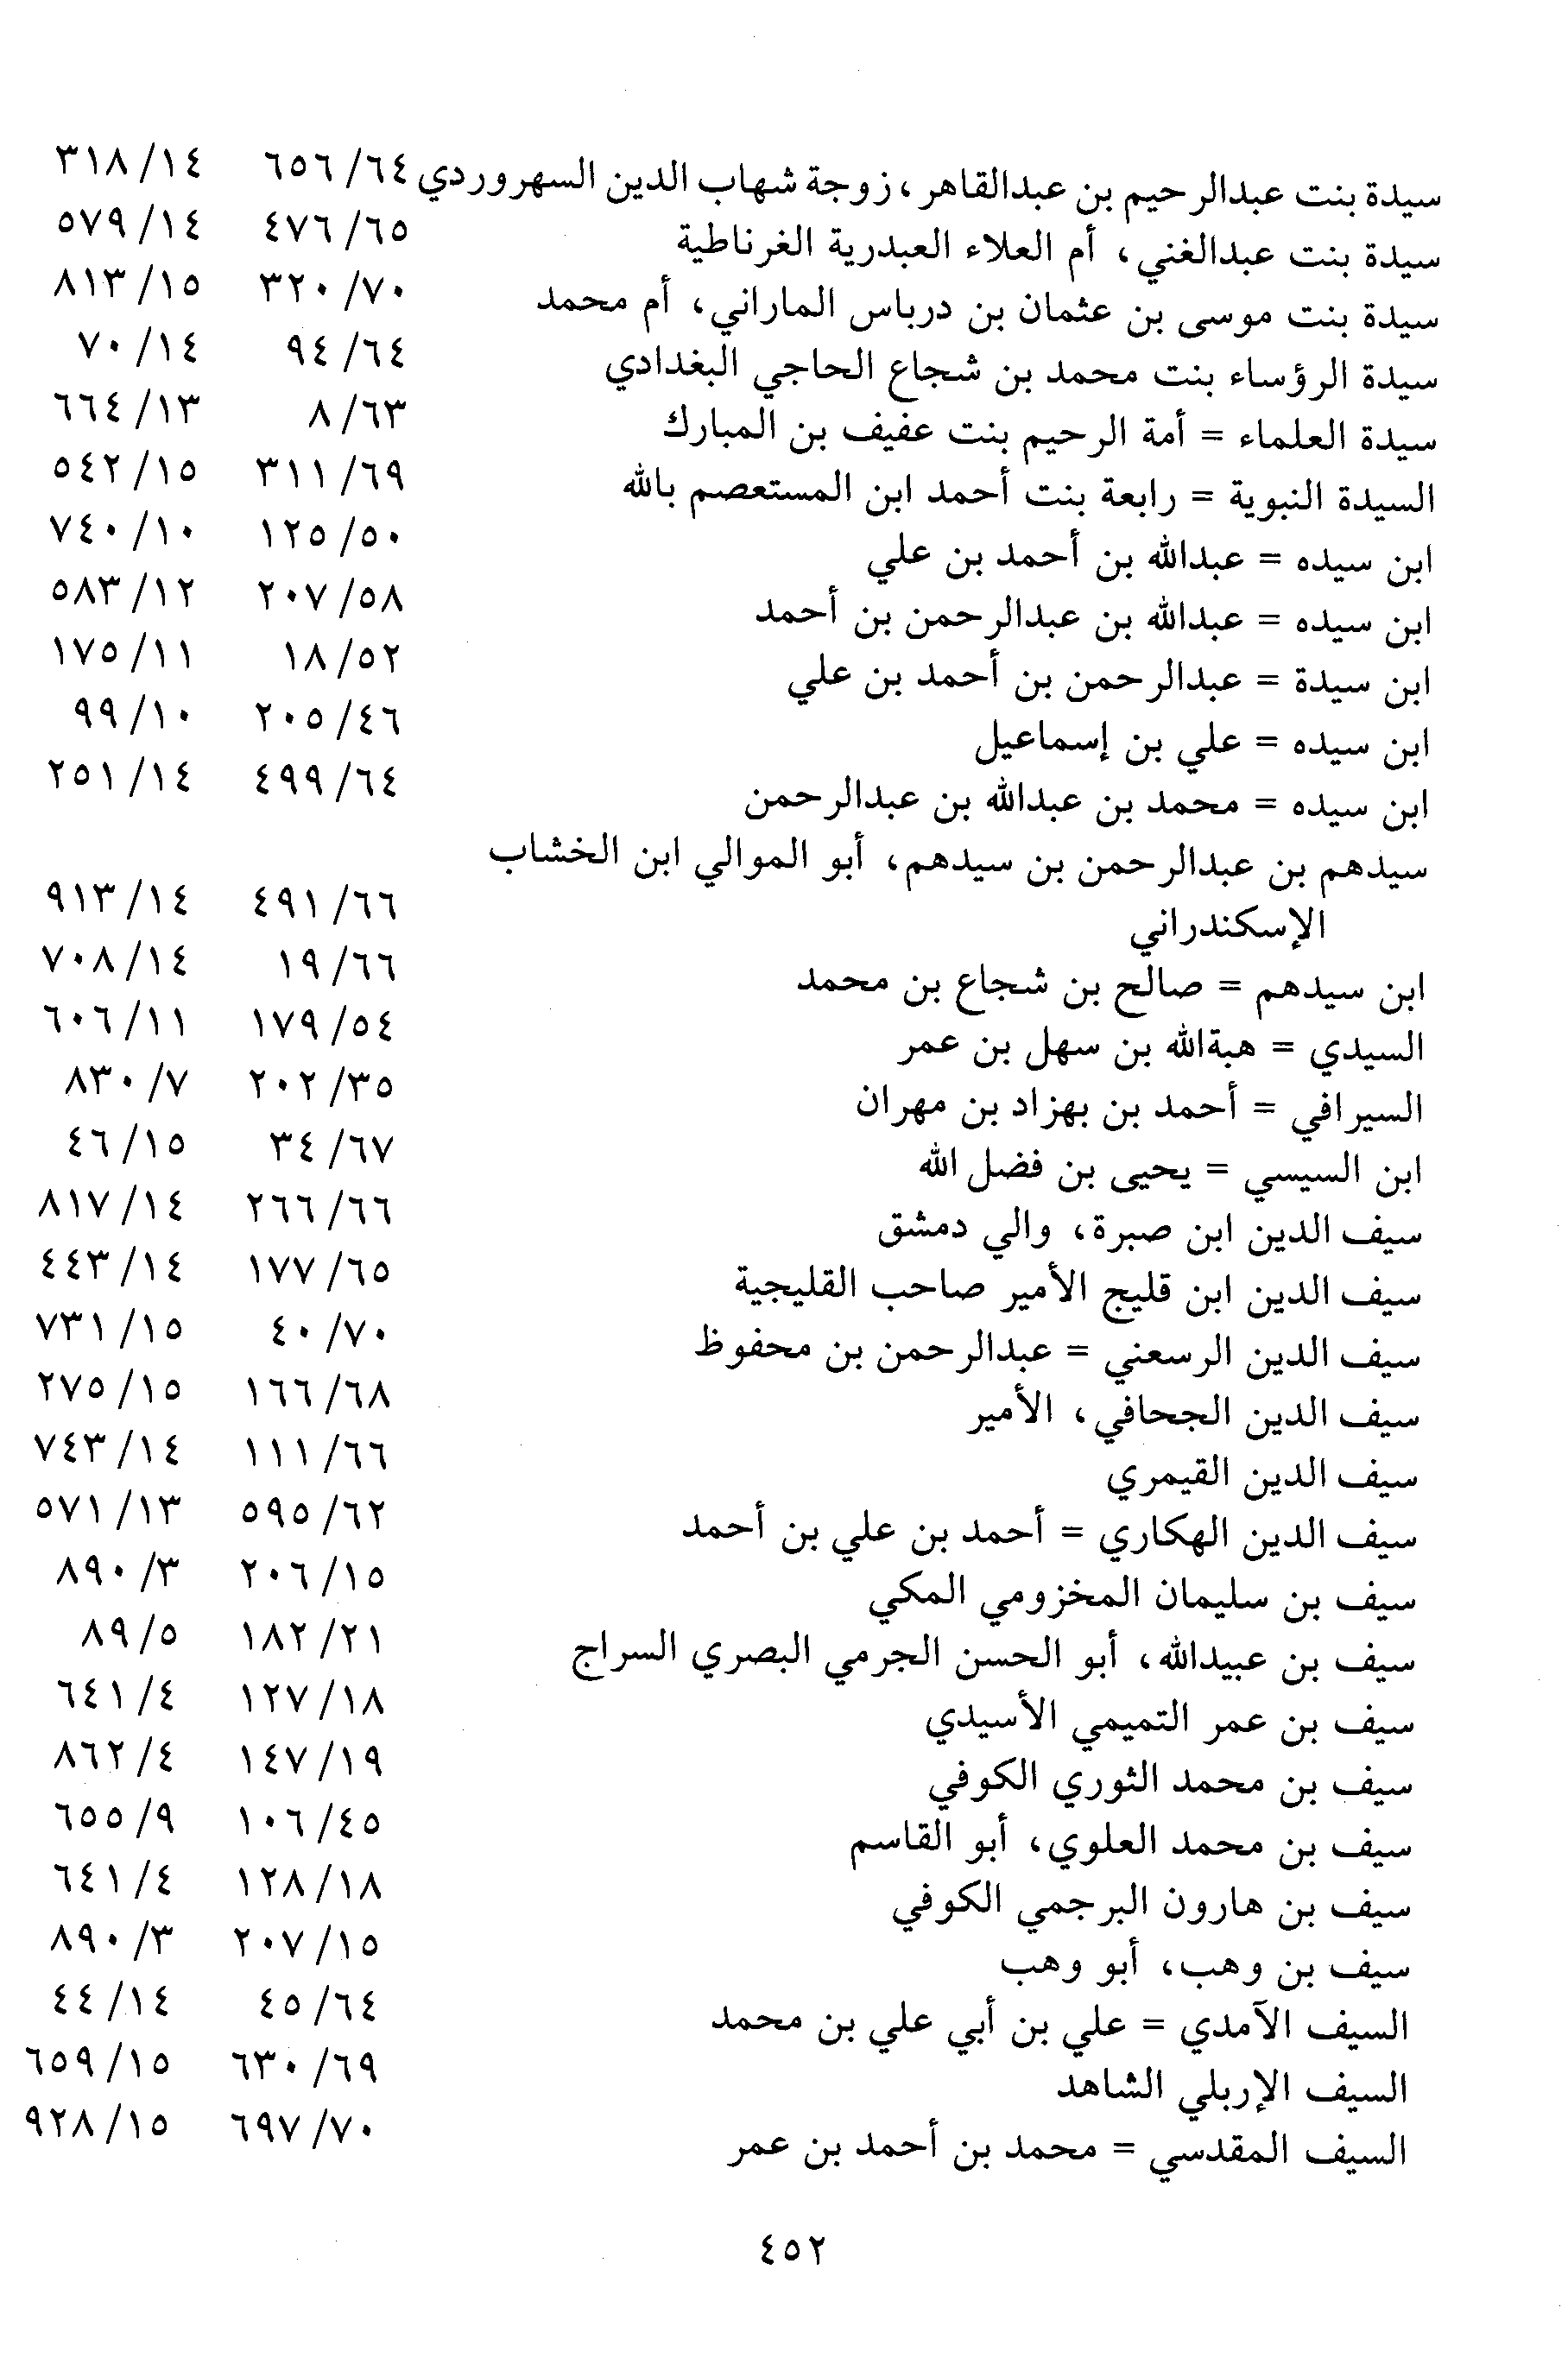 سيدة بنت عبدالرحيم بن عبدالقاهر، زوجة شهاب الدين السهروردي ٦٤/ ٦٥٦ ١٤/ ٣١٨
سيدة بنت عبدالغني، أم العلاء العبدرية الغرناطية ٦٥/ ٤٧٦ ١٤/ ٥٧٩
سيدة بنت موسى بن عثمان بن درباس الماراني، أم محمد ٧٠/ ٣٢٠ ١٥/ ٨١٣
سيدة الرؤساء بنت محمد بن شجاع الحاجي البغدادي ٦٤/ ٩٤ ١٤/ ٧٠
سيدة العلماء = أمة الرحيم بنت عفيف بن المبارك ٦٣/ ٨ ١٣/ ٦٦٤
السيدة النبوية = رابعة بنت أحمد ابن المستعصم بالله ٦٩/ ٣١١ ١٥/ ٥٤٢
ابن سيده = عبدالله بن أحمد بن علي ٥٠/ ١٢٥ ١٠/ ٧٤٠
ابن سيده = عبدالله بن عبدالرحمن بن أحمد ٥٨/ ٢٠٧ ١٢/ ٥٨٣
ابن سيدة = عبدالرحمن بن أحمد بن علي ٥٢/ ١٨ ١١/ ١٧٥
ابن سيده = علي بن إسماعيل ٤٦/ ٢٠٥ ١٠/ ٩٩
ابن سيده = محمد بن عبدالله بن عبدالرحمن ٦٤/ ٤٩٩ ١٤/ ٢٥١
سيدهم بن عبدالرحمن بن سيدهم، أبو الموالي ابن الخشاب
الإسكندراني ٦٦/ ٤٩١ ١٤/ ٩١٣
ابن سيدهم = صالح بن شجاع بن محمد ٦٦/ ١٩ ١٤/ ٧٠٨
السيدي = هبةالله بن سهل بن عمر ٥٤/ ١٧٩ ١١/ ٦٠٦
السيرافي = أحمد بن بهزاد بن مهران ٣٥/ ٢٠٢ ٧/ ٨٣٠
ابن السيسي = يحيى بن فضل الله ٦٧/ ٣٤ ١٥/ ٤٦
سيف الدين ابن صبرة، والي دمشق ٦٦/ ٢٦٦ ١٤/ ٨١٧
سيف الدين ابن قليج الأمير صاحب القليجية ٦٥/ ١٧٧ ١٤/ ٤٤٣
سيف الدين الرسعني = عبدالرحمن بن محفوظ ٧٠/ ٤٠ ١٥/ ٧٣١
سيف الدين الجحافي، الأمير ٦٨/ ١٦٦ ١٥/ ٢٧٥
سيف الدين القيمري ٦٦/ ١١١ ١٤/ ٧٤٣
سيف الدين الهكاري = أحمد بن علي بن أحمد ٦٢/ ٥٩٥ ١٣/ ٥٧١
سيف بن سليمان المخزومي المكي ١٥/ ٢٠٦ ٣/ ٨٩٠
سيف بن عبيدالله، أبو الحسن الجرمي البصري السراج ٢١/ ١٨٢ ٥/ ٨٩
سيف بن عمر التميمي الأسيدي ١٨/ ١٢٧ ٤/ ٦٤١
سيف بن محمد الثوري الكوفي ١٩/ ١٤٧ ٤/ ٨٦٢
سيف بن محمد العلوي، أبو القاسم ٤٥/ ١٠٦ ٩/ ٦٥٥
سيف بن هارون البرجمي الكوفي ١٨/ ١٢٨ ٤/ ٦٤١
سيف بن وهب، أبو وهب ١٥/ ٢٠٧ ٣/ ٨٩٠
السيف الآمدي = علي بن أبي علي بن محمد ٦٤/ ٤٥ ١٤/ ٤٤
السيف الإربلي الشاهد ٦٩/ ٦٣٠ ١٥/ ٦٥٩
السيف المقدسي = محمد بن أحمد بن عمر ٧٠/ ٦٩٧ ١٥/ ٩٢٨
٤٥٢